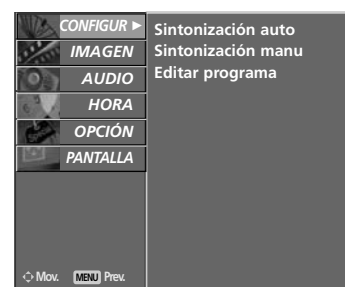 CONFIGUR ►
IMAGEN
AUDIO
HORA
OPCIÓN
PANTALLA
Mov. MENU Prev.
Sintonización auto
Sintonización manu
Editar programa